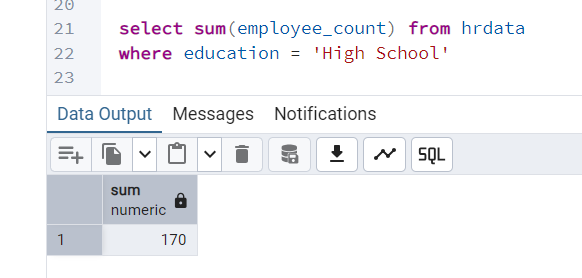 20
21 select sum(employee_count) from hrdata
22 where education = 'High School'
23
Data Output Messages Notifications
SQL
sum
numeric
1 170